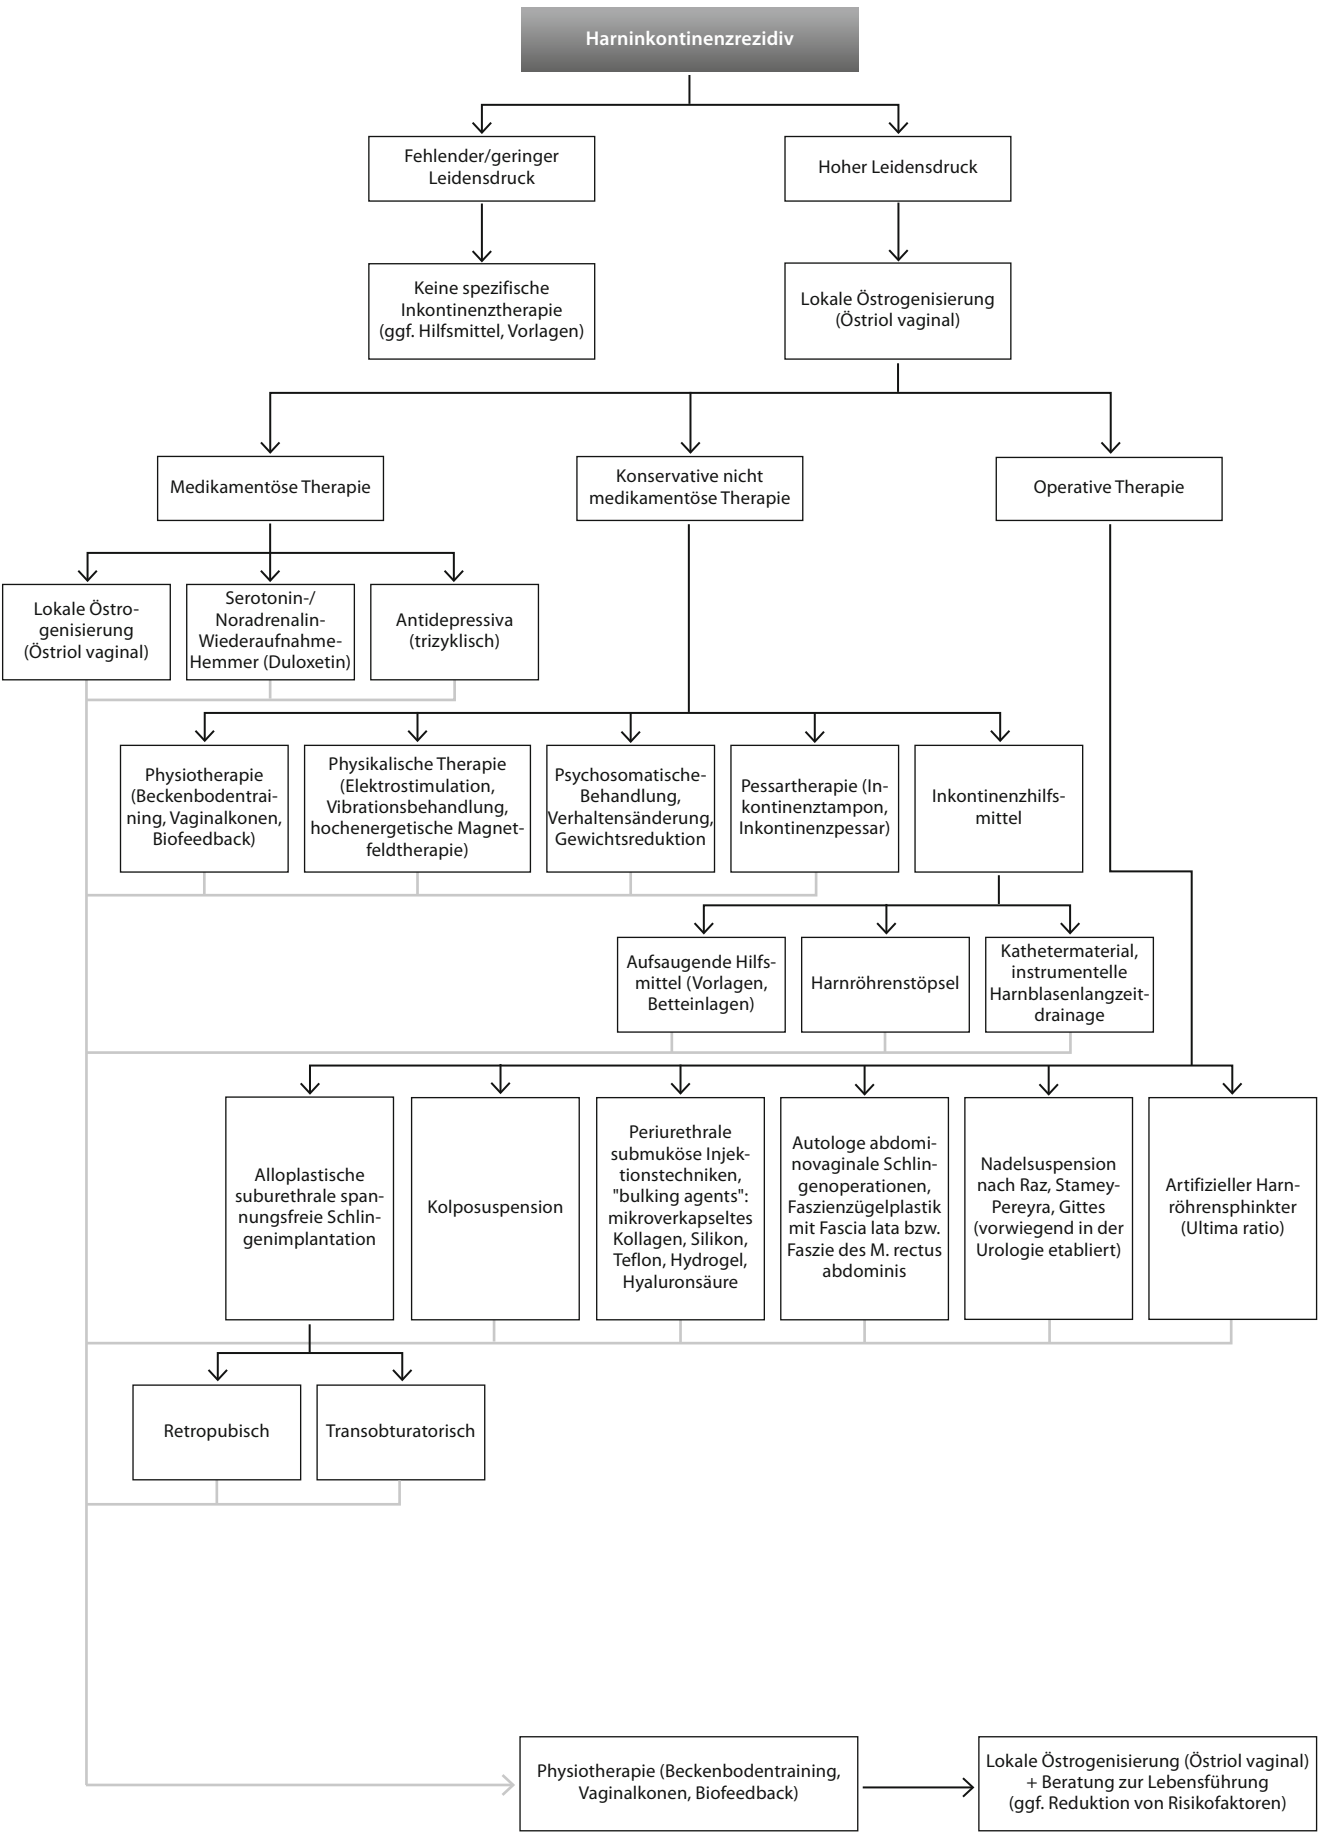 Harninkontinenzrezidiv
Fehlender/geringer
Leidensdruck
Hoher Leidensdruck
Keine spezifische
Inkontinenztherapie
(ggf. Hilfsmittel, Vorlagen)
Lokale Östrogenisierung
(Östriol vaginal)
Medikamentöse Therapie
Konservative nicht
medikamentöse Therapie
Operative Therapie
Lokale Östro-
genisierung
(Östriol vaginal)
Serotonin-/
Noradrenalin-
Wiederaufnahme-
Hemmer (Duloxetin)
Antidepressiva
(trizyklisch)
Physiotherapie
(Beckenbodentrai-
ning, Vaginalkonen,
Biofeedback)
Physikalische Therapie
(Elektrostimulation,
Vibrationsbehandlung,
hochenergetische Magnet-
feldtherapie)
Psychosomatische-
Behandlung,
Verhaltensänderung,
Gewichtsreduktion
Pessartherapie (In-
kontinenztampon,
Inkontinenzpessar)
Inkontinenzhilfs-
mittel
Aufsaugende Hilfs-
mittel (Vorlagen,
Betteinlagen)
Harnröhrenstöpsel
Kathetermaterial,
instrumentelle
Harnblasenlangzeit-
drainage
Alloplastische
suburethrale span-
nungsfreie Schlin-
genimplantation
Kolposuspension
Periurethrale
submuköse Injek-
tionstechniken,
"bulking agents":
mikroverkapseltes
Kollagen, Silikon,
Teflon, Hydrogel,
Hyaluronsäure
Autologe abdomi-
novaginale Schlin-
genoperationen,
Faszienzügelplastik
mit Fascia lata bzw.
Faszie des M. rectus
abdominis
Nadelsuspension
nach Raz, Stamey-
Pereyra, Gittes
(vorwiegend in der
Urologie etabliert)
Artifizieller Harn-
röhrensphinkter
(Ultima ratio)
Retropubisch
Transobturatorisch
Physiotherapie (Beckenbodentraining,
Vaginalkonen, Biofeedback)
Lokale Östrogenisierung (Östriol vaginal)
+ Beratung zur Lebensführung
(ggf. Reduktion von Risikofaktoren)